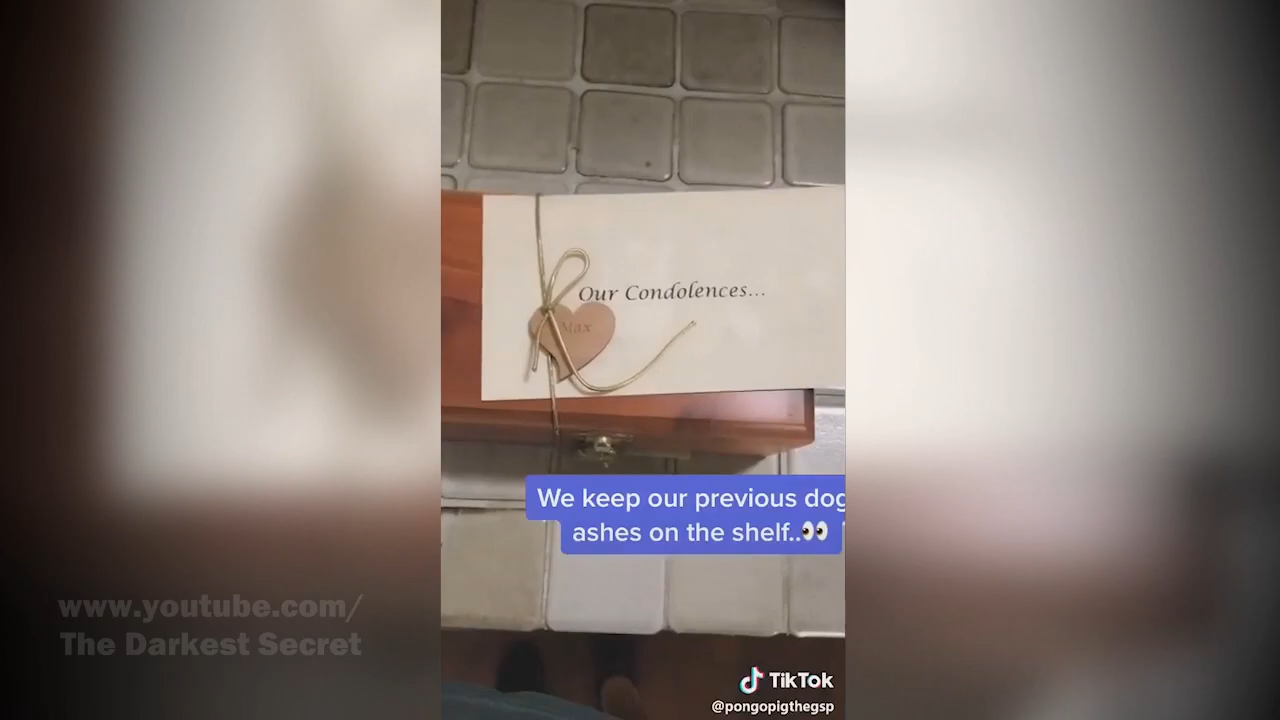 Our Condolences...
Max
We keep our previous dog
ashes on the shelf..👀
www.youtube.com/
The Darkest Secret
TikTok
@pongopigthegsp